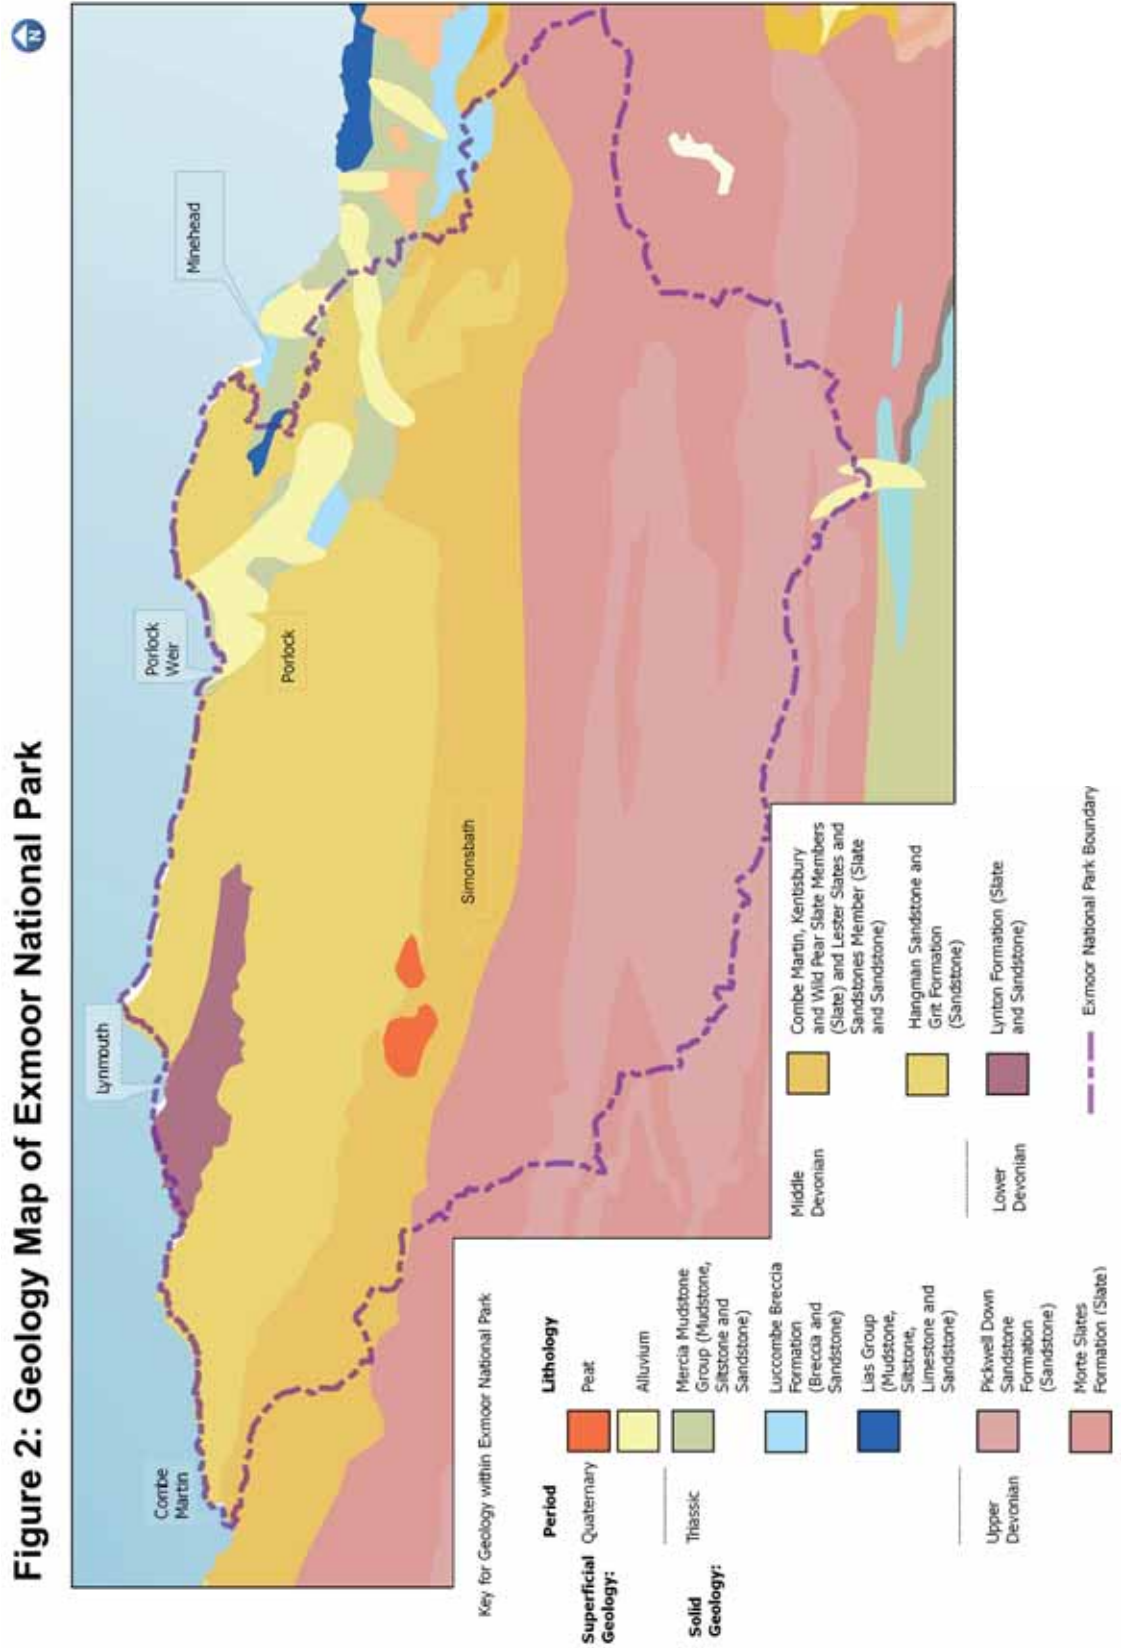 Figure 2: Geology Map of Exmoor National Park
N
Combe
Martin
Lynmouth
Porlock
Weir
Porlock
Minehead
Simonsbath
Key for Geology within Exmoor National Park
Period
Lithology
Superficial
Geology:
Quaternary
Peat
Alluvium
Solid
Geology:
Triassic
Mercia Mudstone
Group (Mudstone,
Siltstone and
Sandstone)
Luccombe Breccia
Formation
(Breccia and
Sandstone)
Lias Group
(Mudstone,
Siltstone,
Limestone and
Sandstone)
Upper
Devonian
Pickwell Down
Sandstone
Formation
(Sandstone)
Morte Slates
Formation (Slate)
Middle
Devonian
Combe Martin, Kentisbury
and Wild Pear Slate Members
(Slate) and Lester Slates and
Sandstones Member (Slate
and Sandstone)
Hangman Sandstone and
Grit Formation
(Sandstone)
Lower
Devonian
Lynton Formation (Slate
and Sandstone)
Exmoor National Park Boundary